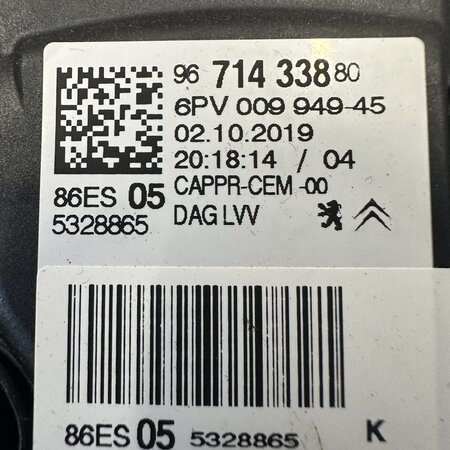 96 714 338 80
6PV 009 949-45
02.10.2019
20:18:14 / 04
86ES 05 CAPPR-CEM -00
5328865 DAG LVV
86ES 05 5328865 K